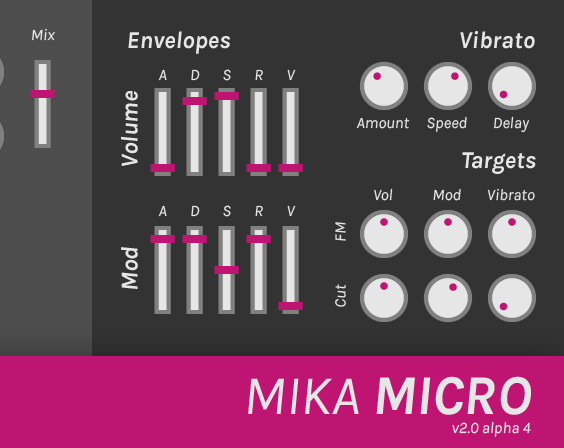 Mix
Envelopes
A D S R V
Volume
A D S R V
Mod
Vibrato
Amount Speed Delay
Targets
Vol Mod Vibrato
FM
Cut
MIKA MICRO
v2.0 alpha 4